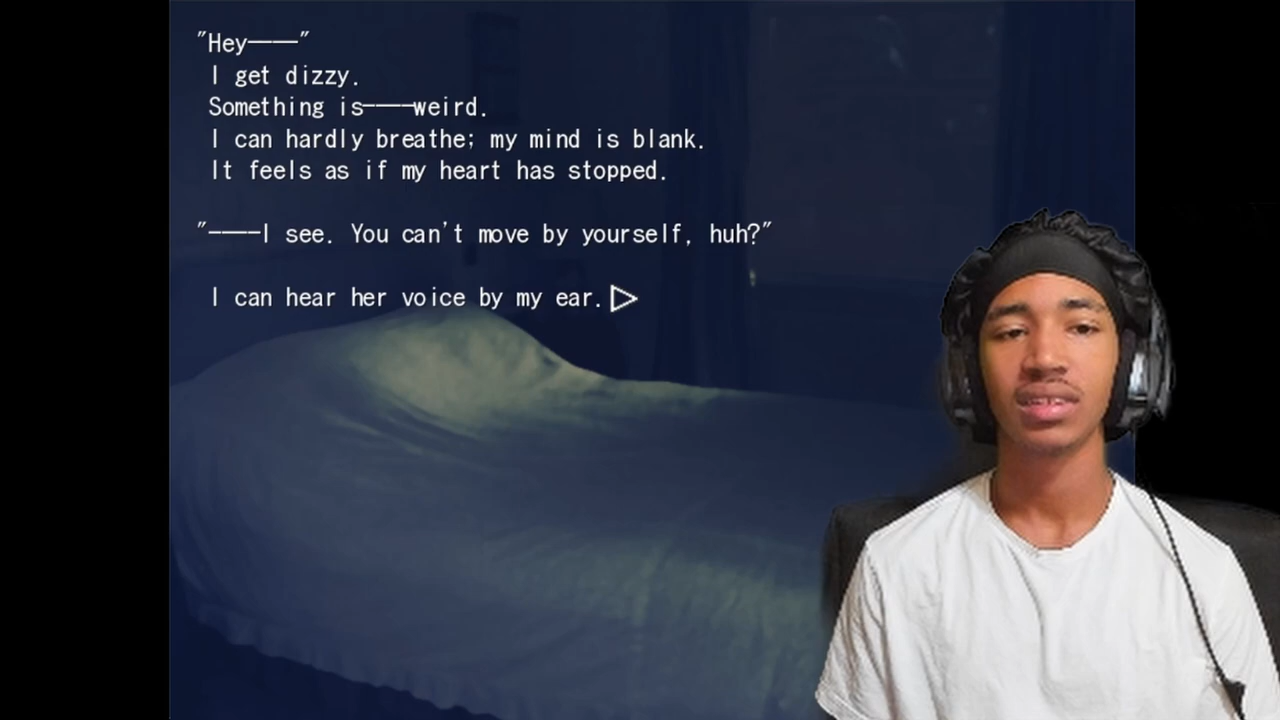 "Hey────"
I get dizzy.
Something is────weird.
I can hardly breathe; my mind is blank.
It feels as if my heart has stopped.
"────I see. You can't move by yourself, huh?"
I can hear her voice by my ear.